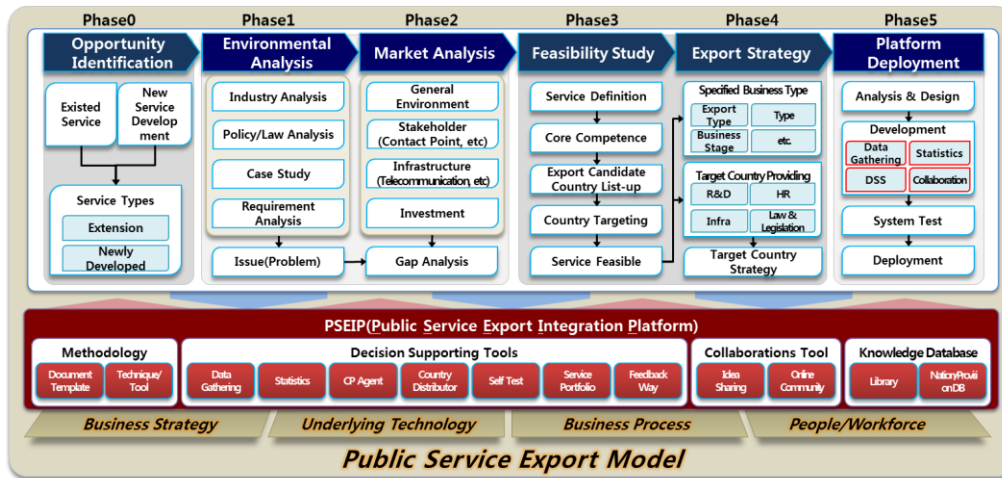 Phase0
Phase1
Phase2
Phase3
Phase4
Phase5
Opportunity
Identification
Environmental
Analysis
Market Analysis
Feasibility Study
Export Strategy
Platform
Deployment
Existed
Service
New
Service
Develop
ment
Service Types
Extension
Newly
Developed
Industry Analysis
Policy/Law Analysis
Case Study
Requirement
Analysis
Issue(Problem)
General
Environment
Stakeholder
(Contact Point, etc)
Infrastructure
(Telecommunication, etc)
Investment
Gap Analysis
Service Definition
Core Competence
Export Candidate
Country List-up
Country Targeting
Service Feasible
Specified Business Type
Export
Type
Type
Business
Stage
etc.
Target Country Providing
R&D
HR
Infra
Law &
Legislation
Target Country
Strategy
Analysis & Design
Development
Data
Gathering
Statistics
DSS
Collaboration
System Test
Deployment
PSEIP(Public Service Export Integration Platform)
Methodology
Document
Template
Technique/
Tool
Decision Supporting Tools
Data
Gathering
Statistics
CP Agent
Country
Distributor
Self Test
Service
Portfolio
Feedback
Way
Collaborations Tool
Idea
Sharing
Online
Community
Knowledge Database
Library
Nation/Provisi
on DB
Business Strategy
Underlying Technology
Business Process
People/Workforce
Public Service Export Model